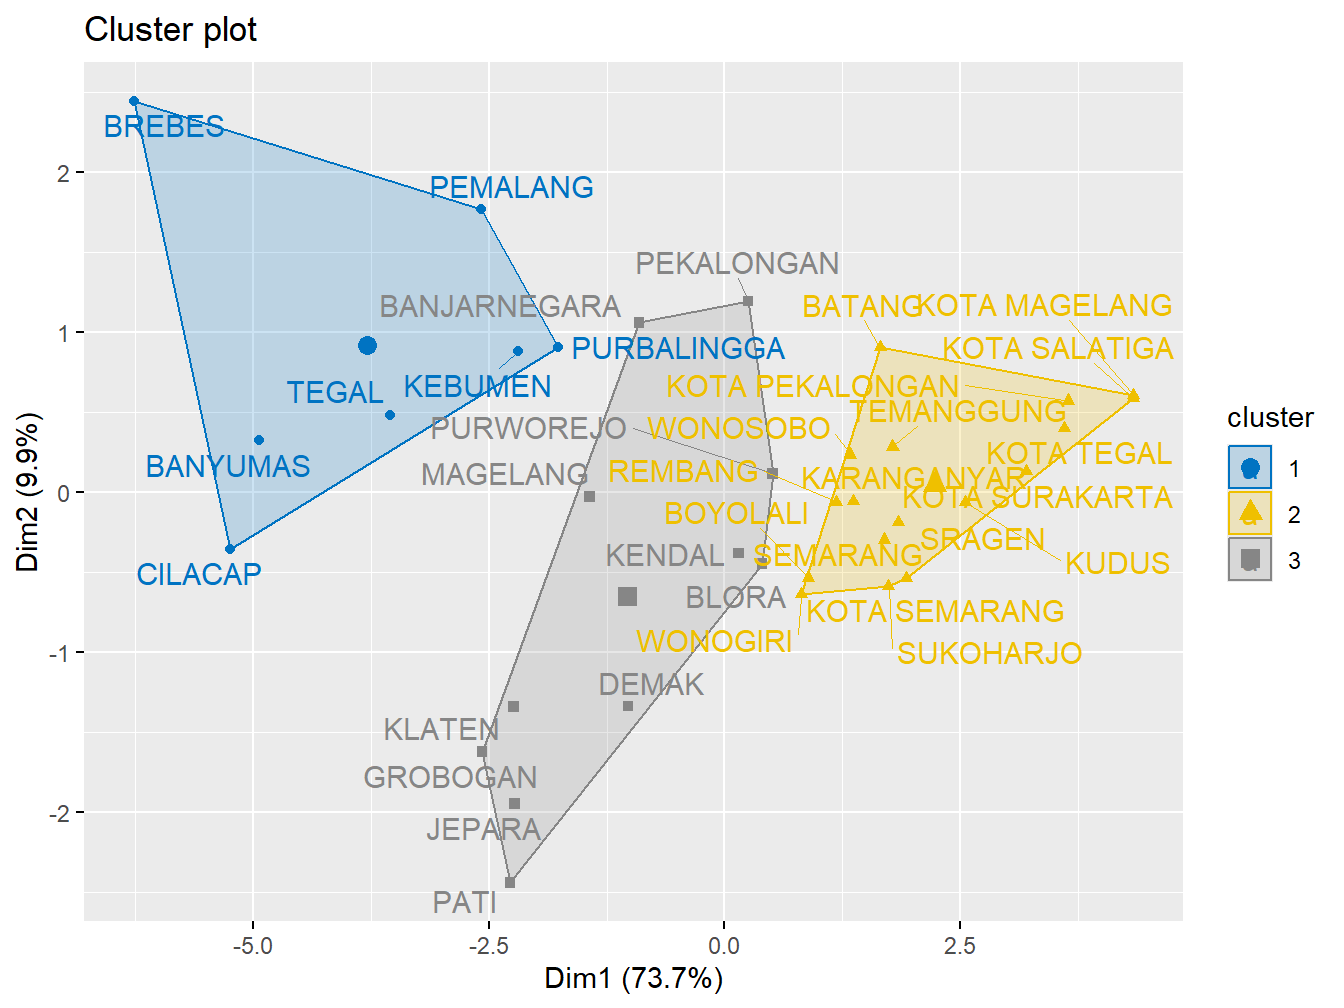 Cluster plot
BREBES
PEMALANG
PEKALONGAN
BANJARNEGARA
BATANG
KOTA MAGELANG
PURBALINGGA
KOTA SALATIGA
TEGAL
KEBUMEN
KOTA PEKALONGAN
TEMANGGUNG
PURWOREJO
WONOSOBO
KOTA TEGAL
BANYUMAS
MAGELANG
REMBANG
KARANGANYAR
KOTA SURAKARTA
BOYOLALI
SRAGEN
KENDAL
SEMARANG
KUDUS
CILACAP
BLORA
KOTA SEMARANG
WONOGIRI
SUKOHARJO
DEMAK
KLATEN
GROBOGAN
JEPARA
PATI
2
1
0
-1
-2
Dim2 (9.9%)
-5.0
-2.5
0.0
2.5
Dim1 (73.7%)
cluster
a 1
a 2
a 3